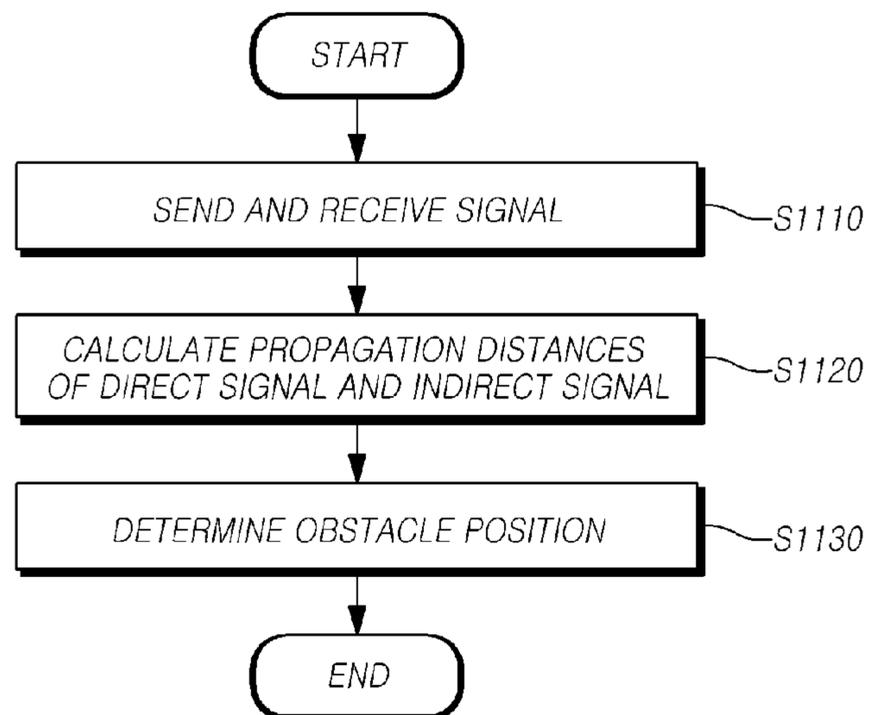 START
SEND AND RECEIVE SIGNAL
S1110
CALCULATE PROPAGATION DISTANCES
OF DIRECT SIGNAL AND INDIRECT SIGNAL
S1120
DETERMINE OBSTACLE POSITION
S1130
END